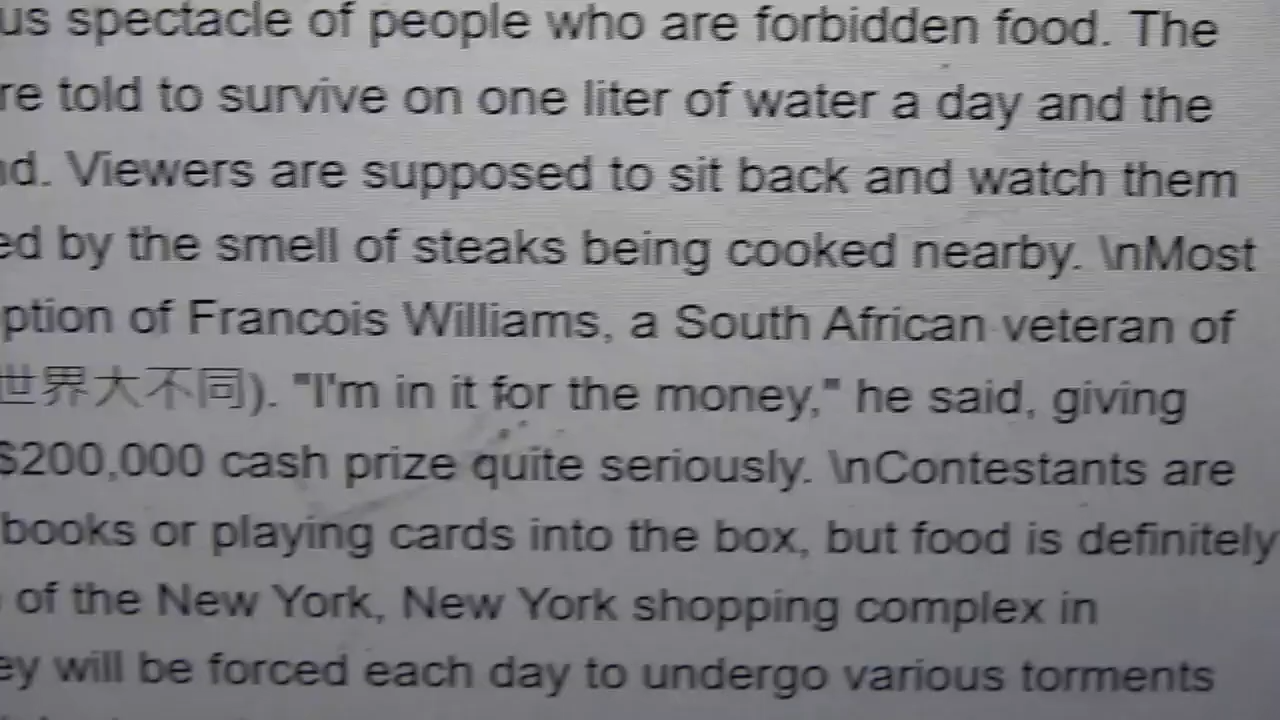 us spectacle of people who are forbidden food. The
re told to survive on one liter of water a day and the
nd. Viewers are supposed to sit back and watch them
ed by the smell of steaks being cooked nearby. \nMost
ption of Francois Williams, a South African veteran of
世界大不同). "I'm in it for the money," he said, giving
$200,000 cash prize quite seriously. \nContestants are
books or playing cards into the box, but food is definitely
of the New York, New York shopping complex in
ey will be forced each day to undergo various torments